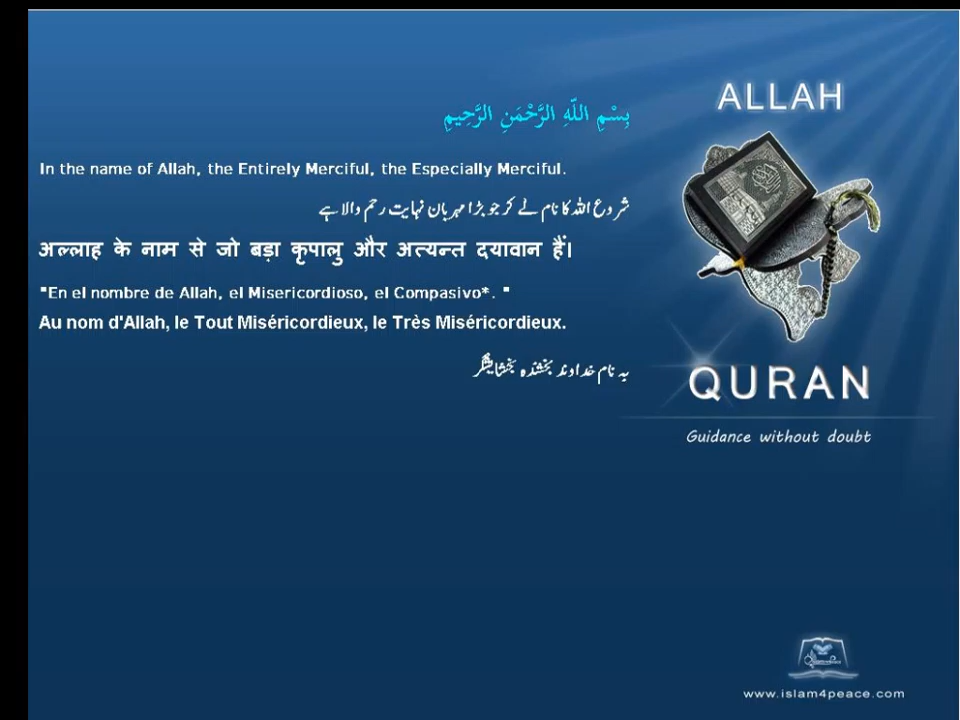 بِسْمِ اللَّهِ الرَّحْمَنِ الرَّحِيمِ
In the name of Allah, the Entirely Merciful, the Especially Merciful.
شروع الله کا نام لے کر جو بڑا مہربان نہایت رحم والا ہے
अल्लाह के नाम से जो बड़ा कृपालु और अत्यन्त दयावान हैं।
"En el nombre de Allah, el Misericordioso, el Compasivo*. "
Au nom d'Allah, le Tout Miséricordieux, le Très Miséricordieux.
به نام خداوند بخشنده بخشایشگر
ALLAH
QURAN
Guidance without doubt
www.islam4peace.com